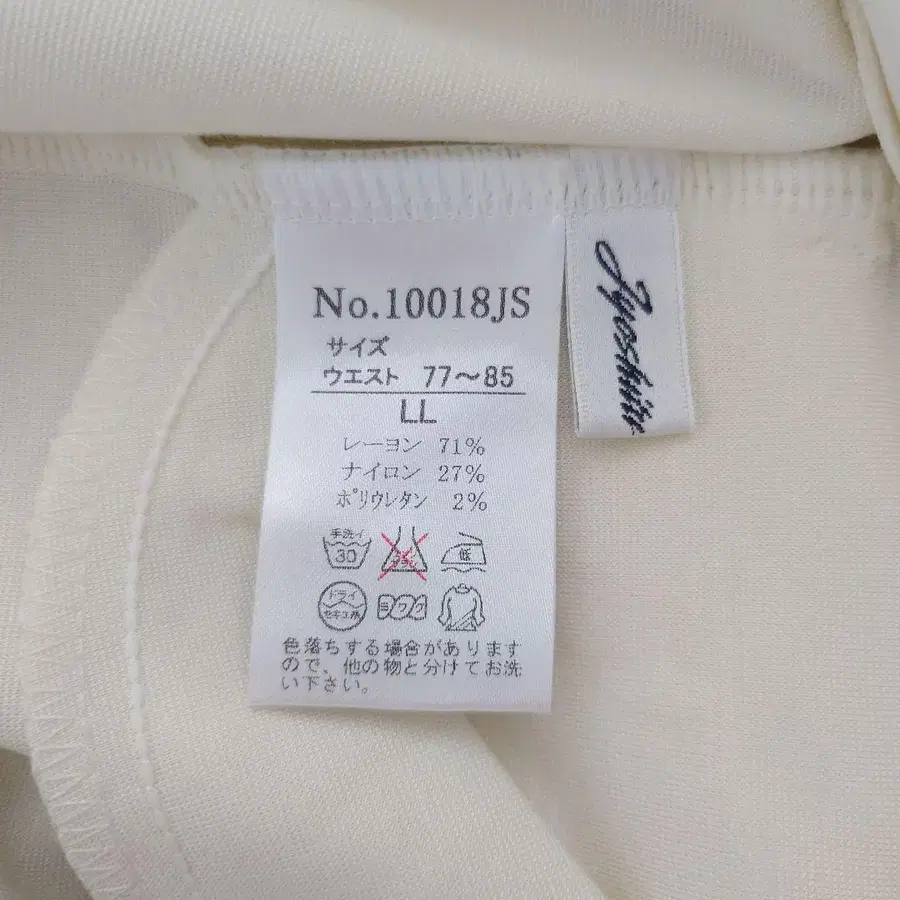 No.10018JS
サイズ
ウエスト 77～85
LL
レーヨン 71%
ナイロン 27%
ポリウレタン 2%
手洗イ
30
低
ドライ
セキユ系
ヨワク
色落ちする場合があります
ので、他の物と分けてお洗
い下さい。